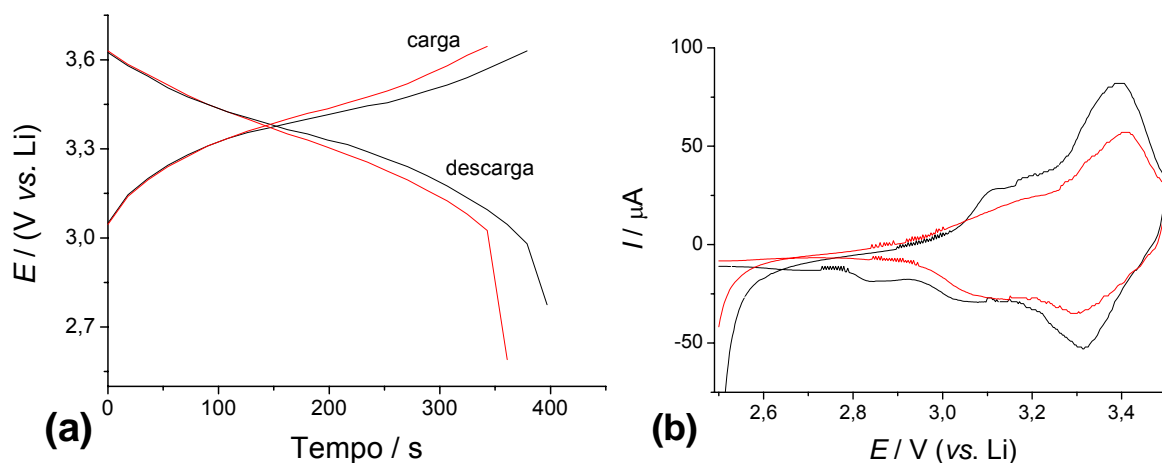 carga
descarga
3,6
3,3
3,0
2,7
E / (V vs. Li)
0
100
200
300
400
Tempo / s
(a)
100
50
0
-50
I / μA
2,6
2,8
3,0
3,2
3,4
E / V (vs. Li)
(b)